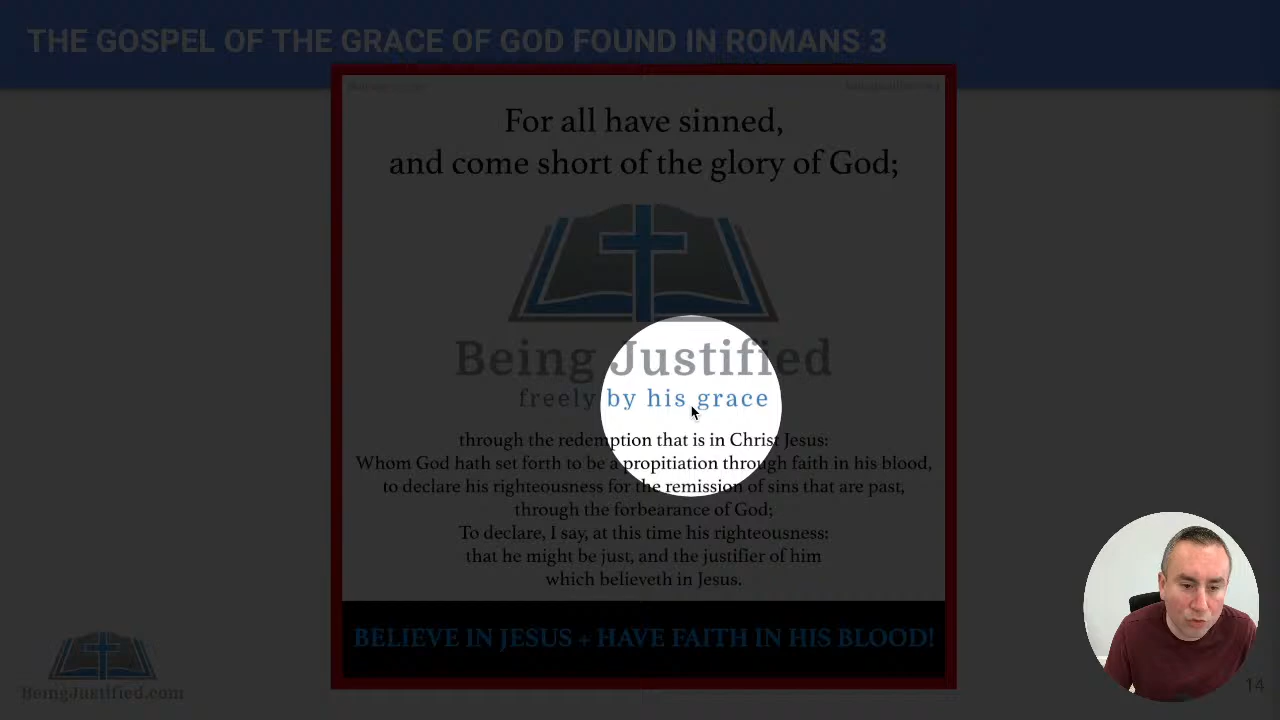 THE GOSPEL OF THE GRACE OF GOD FOUND IN ROMANS 3
For all have sinned,
and come short of the glory of God;
Being Justified
freely by his grace
through the redemption that is in Christ Jesus:
Whom God hath set forth to be a propitiation through faith in his blood,
to declare his righteousness for the remission of sins that are past,
through the forbearance of God;
To declare, I say, at this time his righteousness:
that he might be just, and the justifier of him
which believeth in Jesus.
BELIEVE IN JESUS + HAVE FAITH IN HIS BLOOD!
BeingJustified.com
14